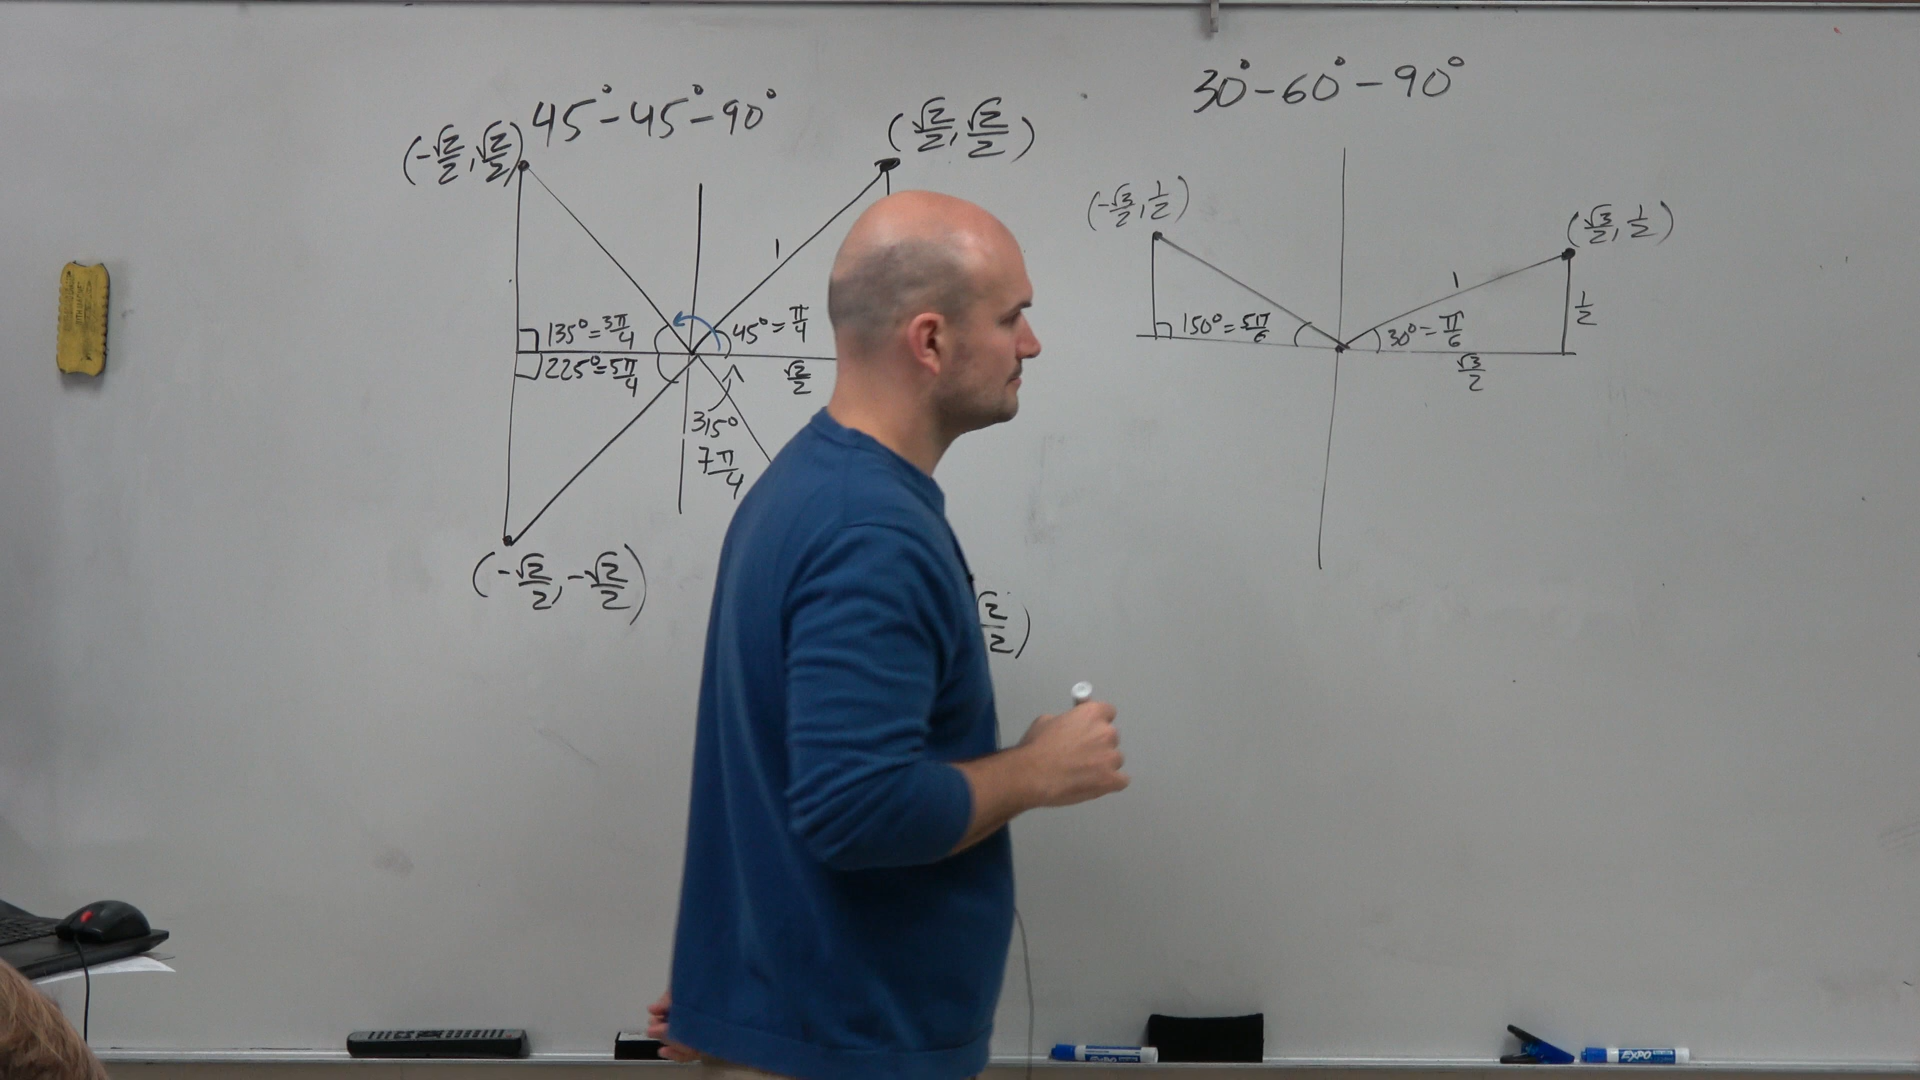 45°-45°-90°
(-√2/2, √2/2)
(√2/2, √2/2)
1
135° = 3π/4
45° = π/4
225° = 5π/4
√2/2
315°
7π/4
(-√2/2, -√2/2)
√2/2)
30°-60°-90°
(-√3/2, 1/2)
(√3/2, 1/2)
1
1/2
150° = 5π/6
30° = π/6
√3/2
EXPO